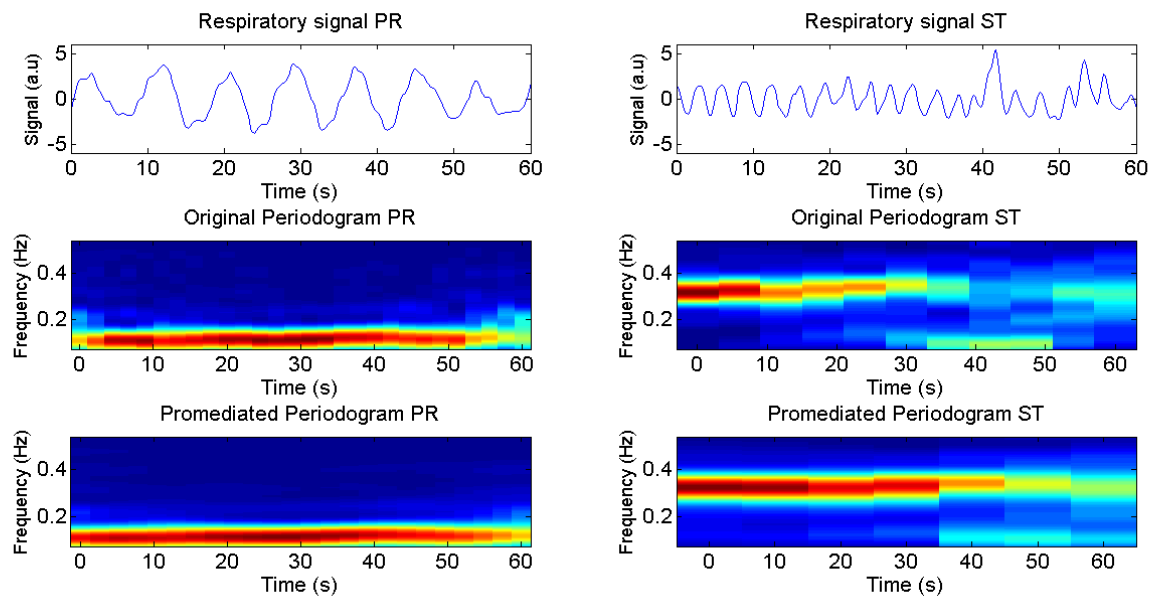 Respiratory signal PR
Signal (a.u)
5
0
-5
0 10 20 30 40 50 60
Time (s)
Respiratory signal ST
Signal (a.u)
5
0
-5
0 10 20 30 40 50 60
Time (s)
Original Periodogram PR
Frequency (Hz)
0.4
0.2
0 10 20 30 40 50 60
Time (s)
Original Periodogram ST
Frequency (Hz)
0.4
0.2
0 10 20 30 40 50 60
Time (s)
Promediated Periodogram PR
Frequency (Hz)
0.4
0.2
0 10 20 30 40 50 60
Time (s)
Promediated Periodogram ST
Frequency (Hz)
0.4
0.2
0 10 20 30 40 50 60
Time (s)